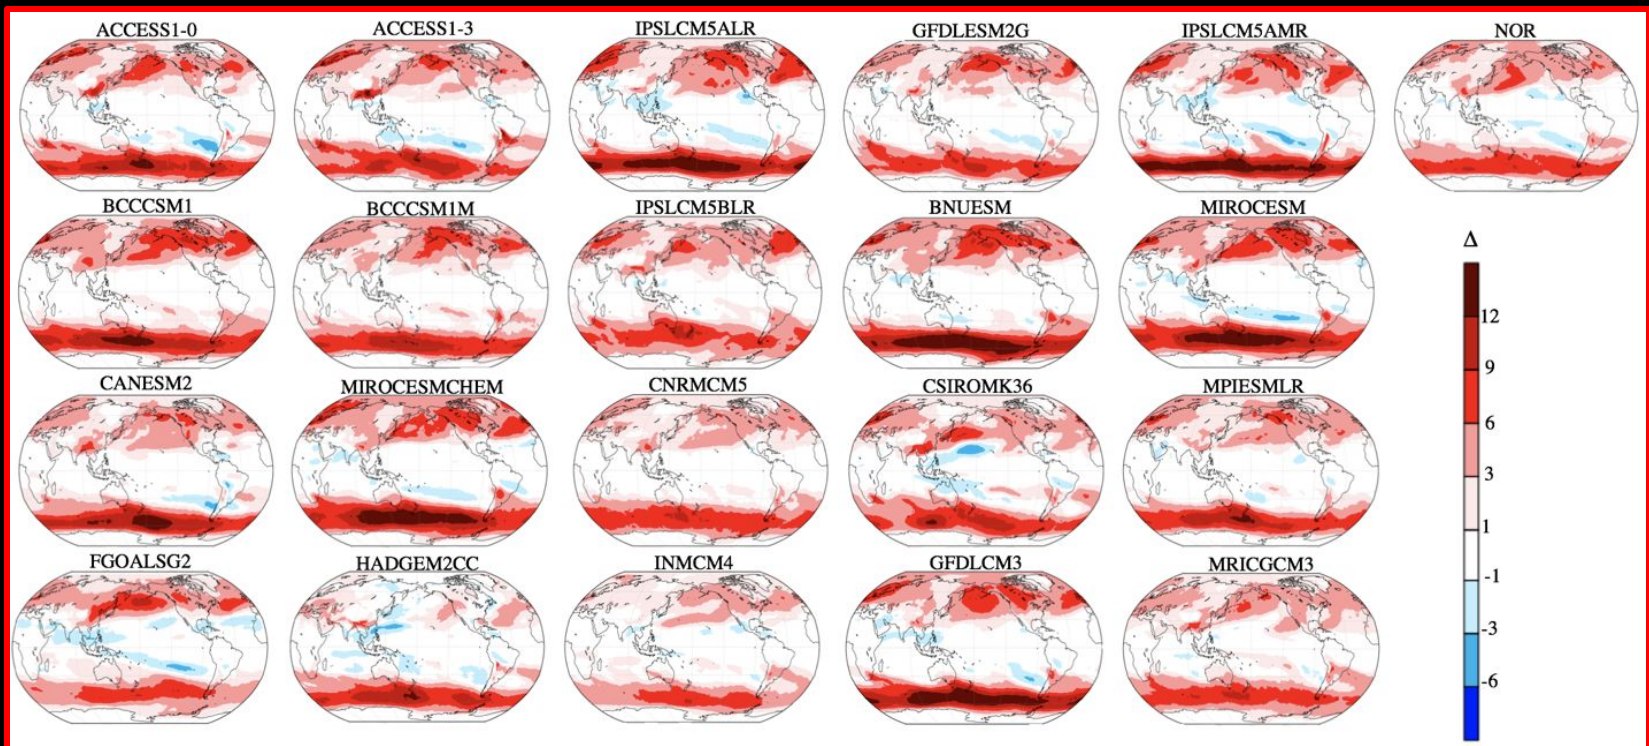 ACCESS1-0 ACCESS1-3 IPSLCM5ALR GFDLESM2G IPSLCM5AMR NOR
BCCCSM1 BCCCSM1M IPSLCM5BLR BNUESM MIROCESM
CANESM2 MIROCESMCHEM CNRMCM5 CSIROMK36 MPIESMLR
FGOALSG2 HADGEM2CC INMCM4 GFDLCM3 MRICGCM3
Δ
12
9
6
3
1
-1
-3
-6